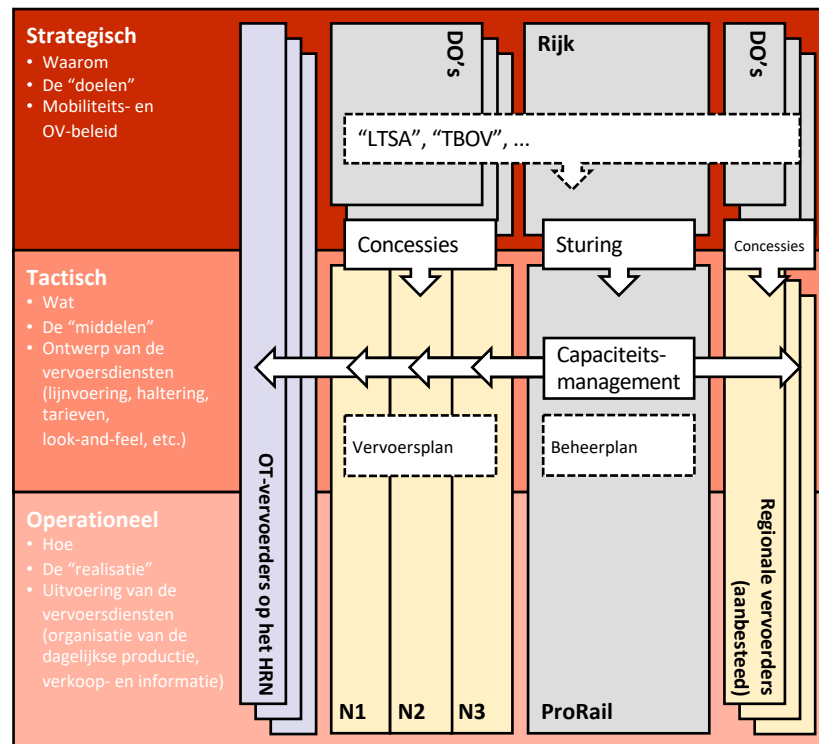 Strategisch
• Waarom
• De “doelen”
• Mobiliteits- en
OV-beleid
DO’s
Rijk
DO’s
“LTSA”, “TBOV”, ...
Concessies
Sturing
Concessies
Tactisch
• Wat
• De “middelen”
• Ontwerp van de
vervoersdiensten
(lijnvoering, haltering,
tarieven,
look-and-feel, etc.)
Capaciteits-
management
Vervoersplan
Beheerplan
Operationeel
• Hoe
• De “realisatie”
• Uitvoering van de
vervoersdiensten
(organisatie van de
dagelijkse productie,
verkoop- en informatie)
OT-vervoerders op het HRN
N1
N2
N3
ProRail
Regionale vervoerders
(aanbesteed)